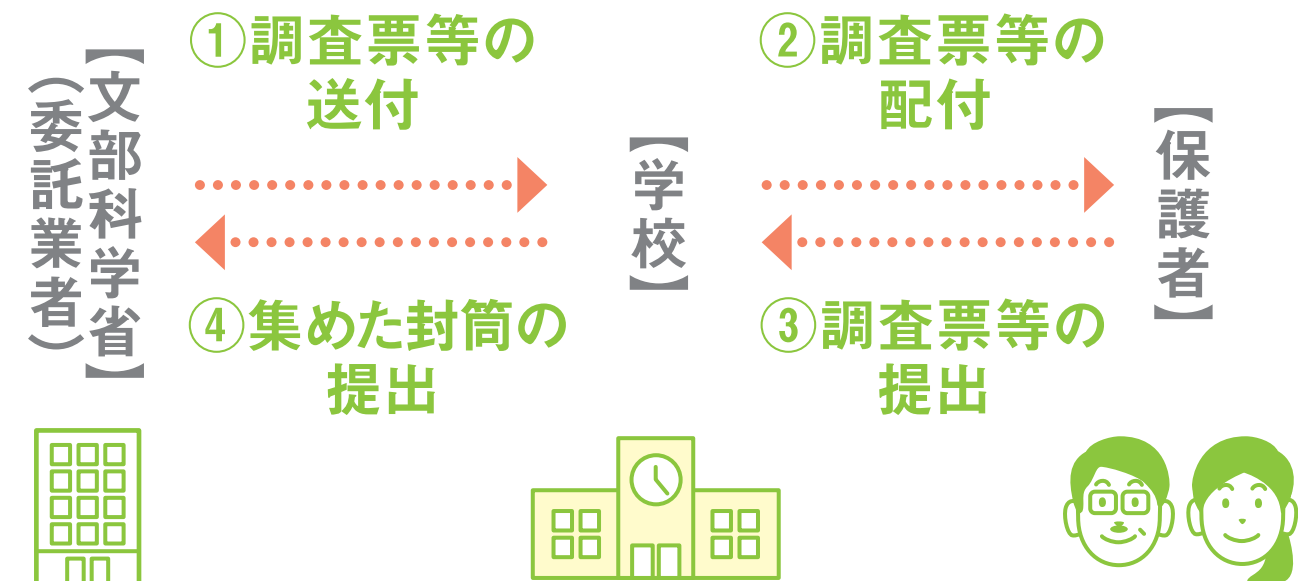 【文部科学省】
（委託業者）
①調査票等の
送付
【学校】
②調査票等の
配付
【保護者】
③調査票等の
提出
④集めた封筒の
提出